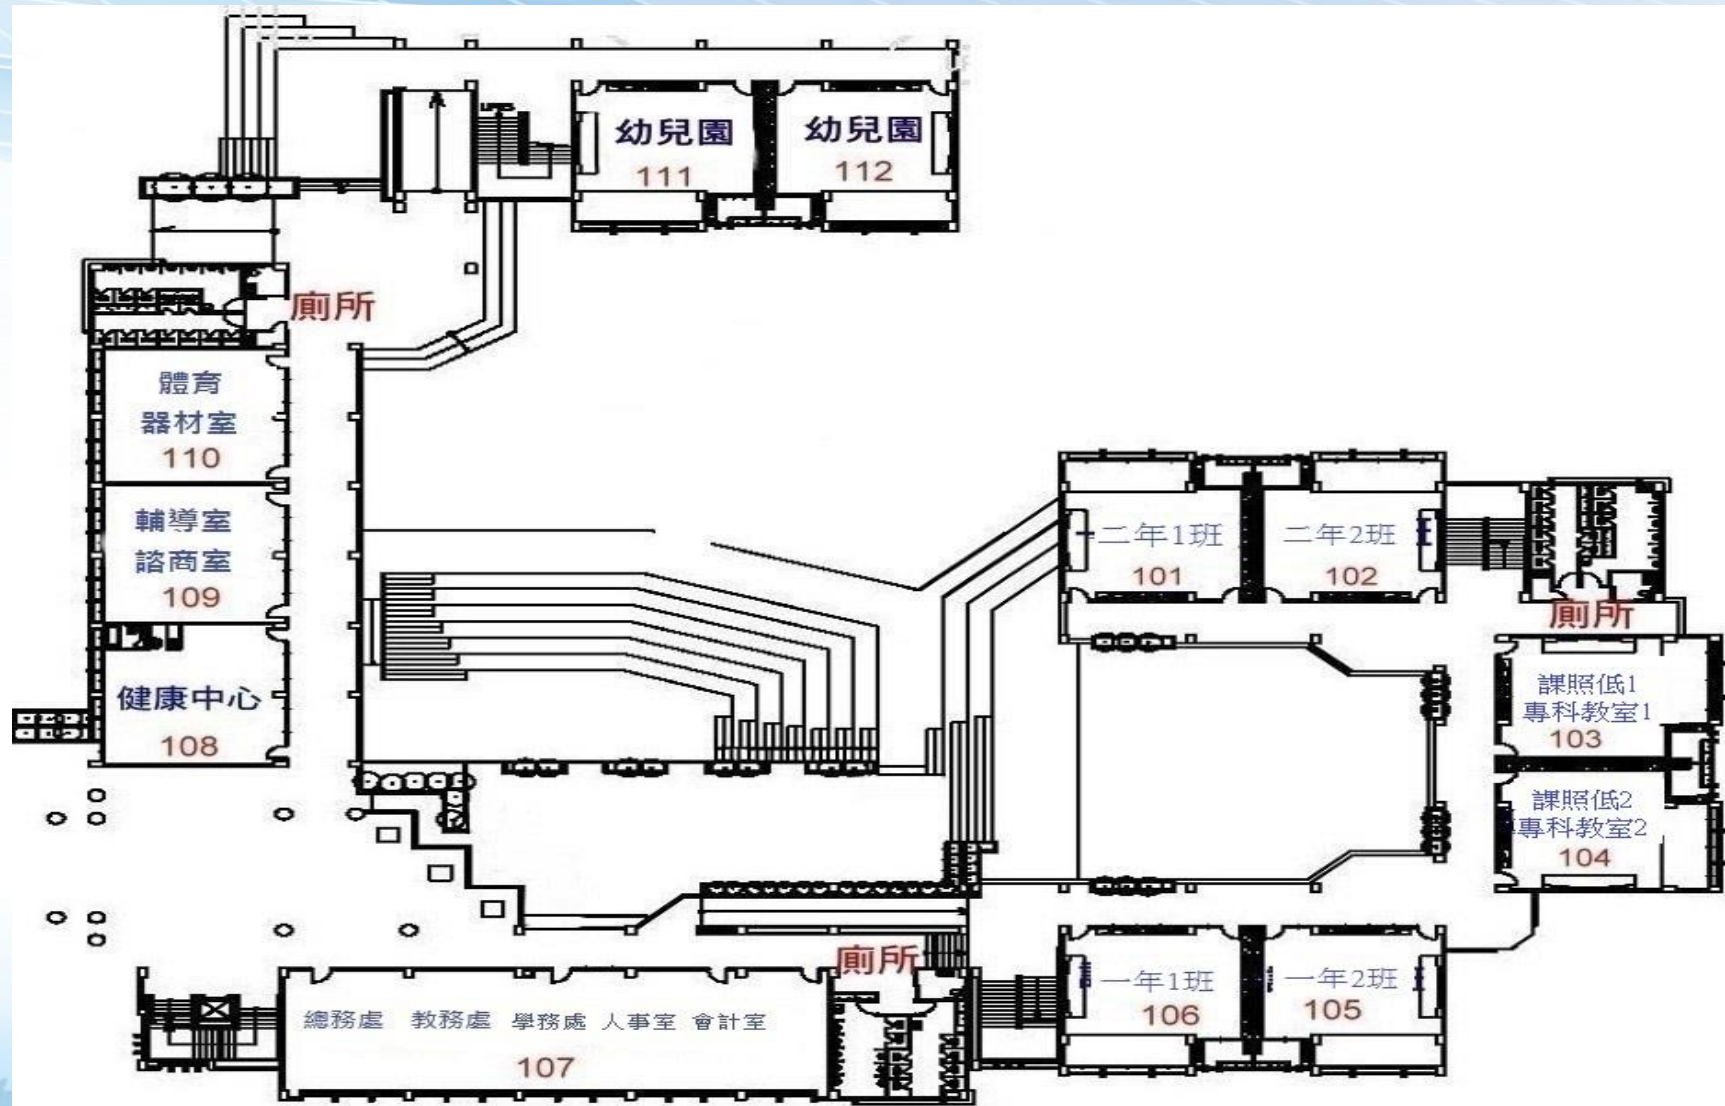 幼兒園
111
幼兒園
112
廁所
體育
器材室
110
輔導室
諮商室
109
健康中心
108
二年1班
101
二年2班
102
廁所
課照低1
專科教室1
103
課照低2
專科教室2
104
廁所
總務處 教務處 學務處 人事室 會計室
107
一年1班
106
一年2班
105